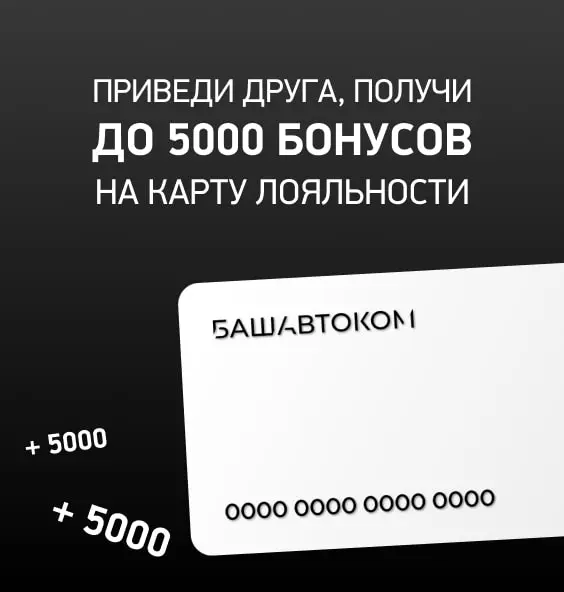 ПРИВЕДИ ДРУГА, ПОЛУЧИ
ДО 5000 БОНУСОВ
НА КАРТУ ЛОЯЛЬНОСТИ
БАШАВТОКОМ
+ 5000
0000 0000 0000 0000
+ 5000